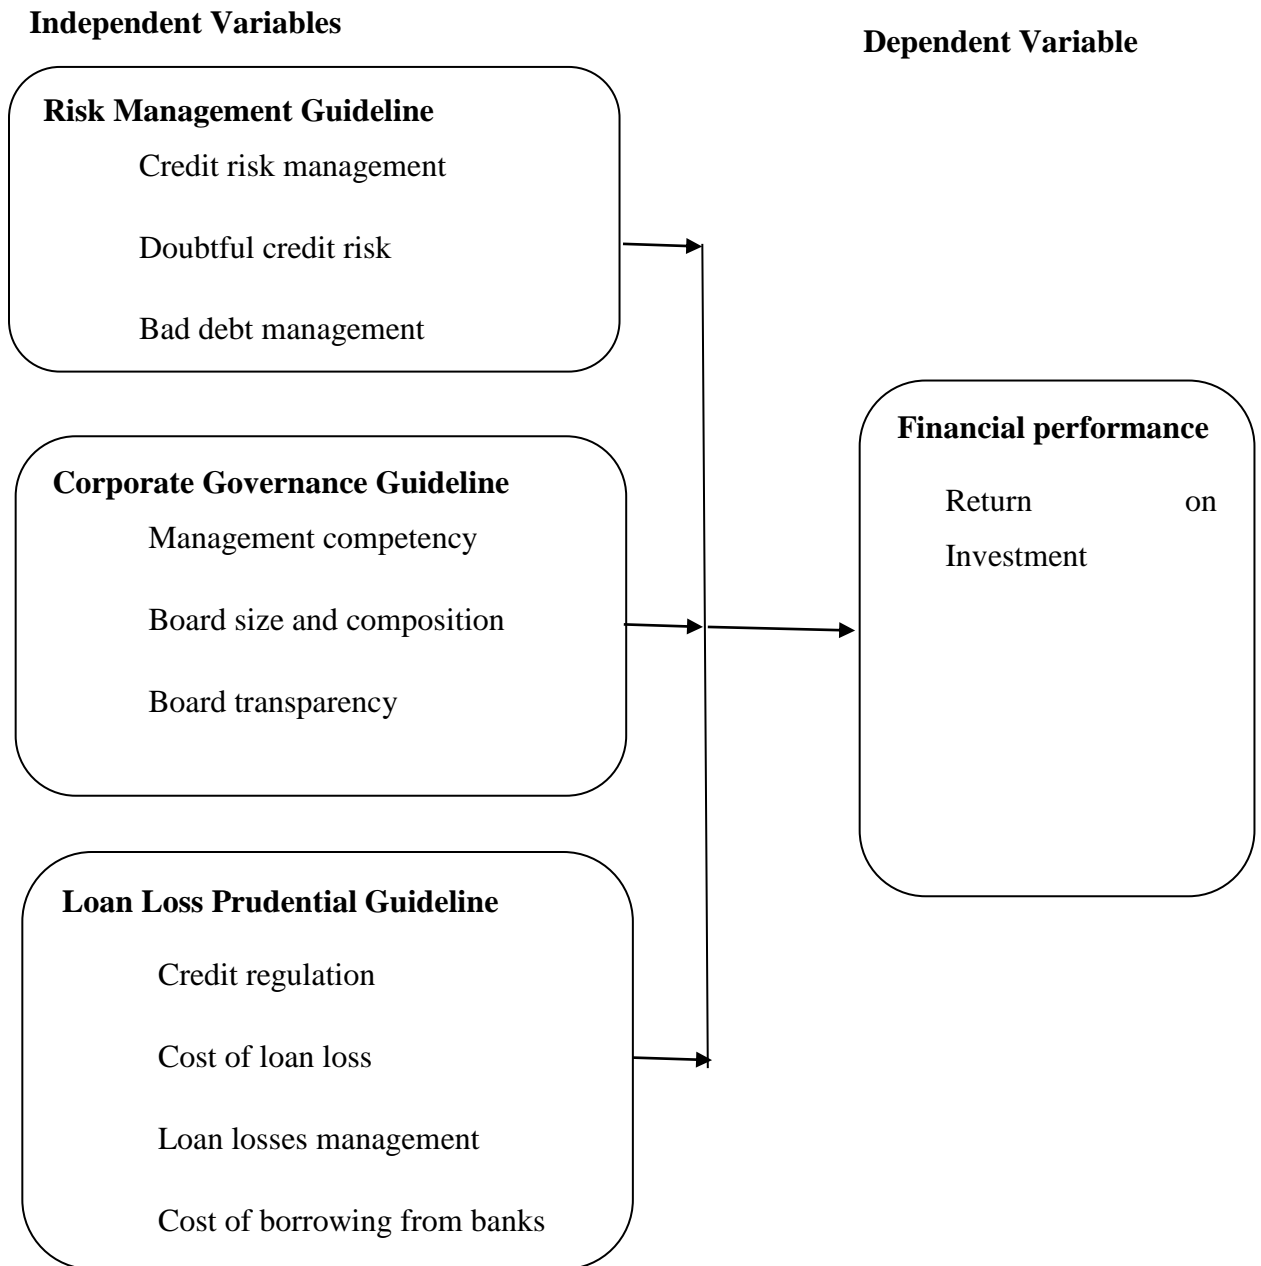 Independent Variables
Dependent Variable
Risk Management Guideline
Credit risk management
Doubtful credit risk
Bad debt management
Corporate Governance Guideline
Management competency
Board size and composition
Board transparency
Loan Loss Prudential Guideline
Credit regulation
Cost of loan loss
Loan losses management
Cost of borrowing from banks
Financial performance
Return on
Investment